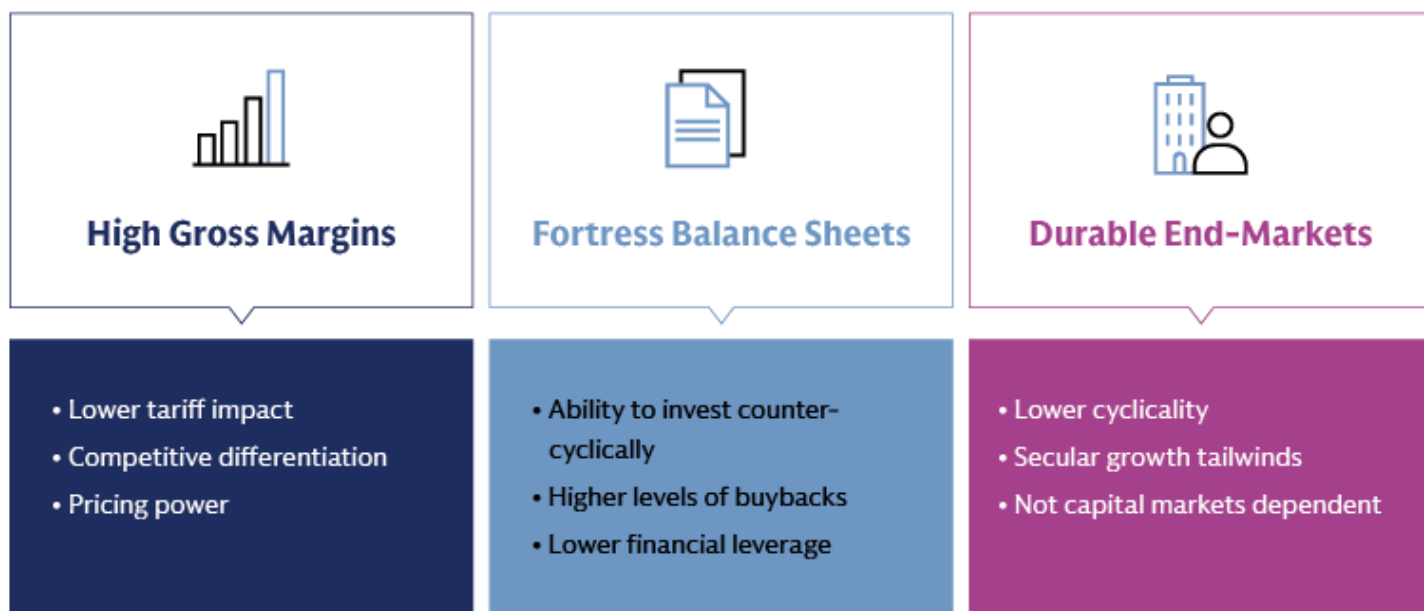 High Gross Margins
• Lower tariff impact
• Competitive differentiation
• Pricing power
Fortress Balance Sheets
• Ability to invest counter-
cyclically
• Higher levels of buybacks
• Lower financial leverage
Durable End-Markets
• Lower cyclicality
• Secular growth tailwinds
• Not capital markets dependent